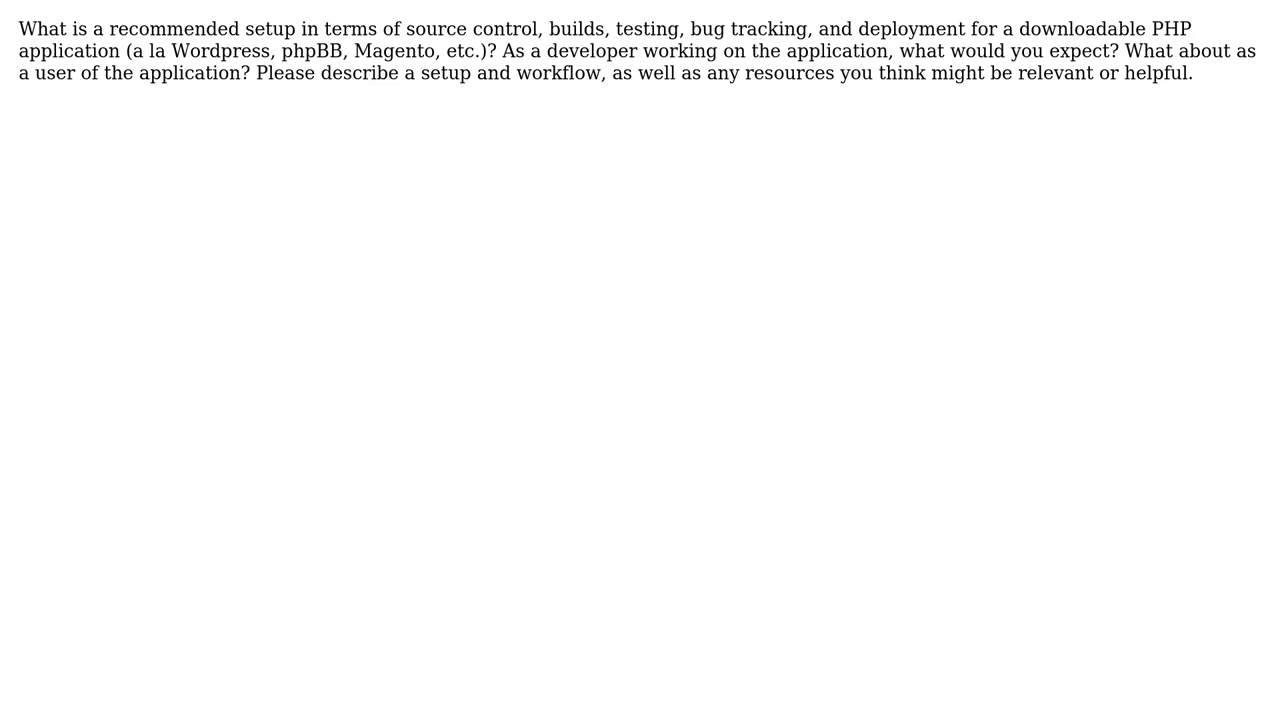 What is a recommended setup in terms of source control, builds, testing, bug tracking, and deployment for a downloadable PHP
application (a la Wordpress, phpBB, Magento, etc.)? As a developer working on the application, what would you expect? What about as
a user of the application? Please describe a setup and workflow, as well as any resources you think might be relevant or helpful.